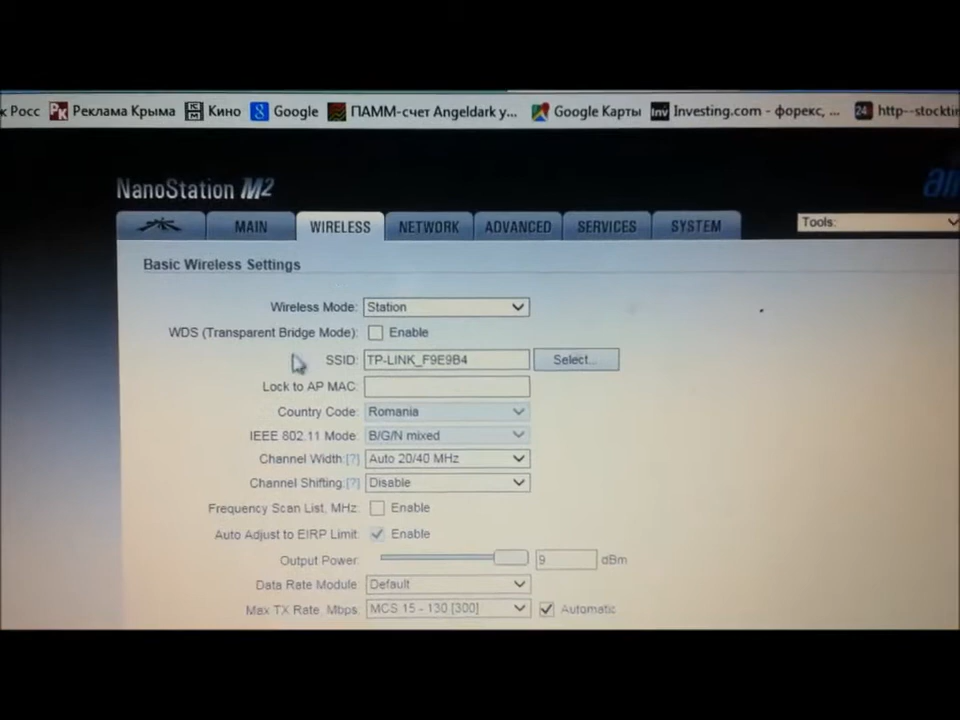 к Росс Реклама Крыма Кино Google ПАММ-счет Angeldark у... Google Карты Investing.com - форекс, ... http--stockti
NanoStation M2
MAIN WIRELESS NETWORK ADVANCED SERVICES SYSTEM Tools:
Basic Wireless Settings
Wireless Mode: Station
WDS (Transparent Bridge Mode): Enable
SSID: TP-LINK_F9E9B4 Select...
Lock to AP MAC:
Country Code: Romania
IEEE 802.11 Mode: B/G/N mixed
Channel Width:[?] Auto 20/40 MHz
Channel Shifting:[?] Disable
Frequency Scan List, MHz: Enable
Auto Adjust to EIRP Limit: Enable
Output Power: 9 dBm
Data Rate Module: Default
Max TX Rate, Mbps: MCS 15 - 130 [300] Automatic